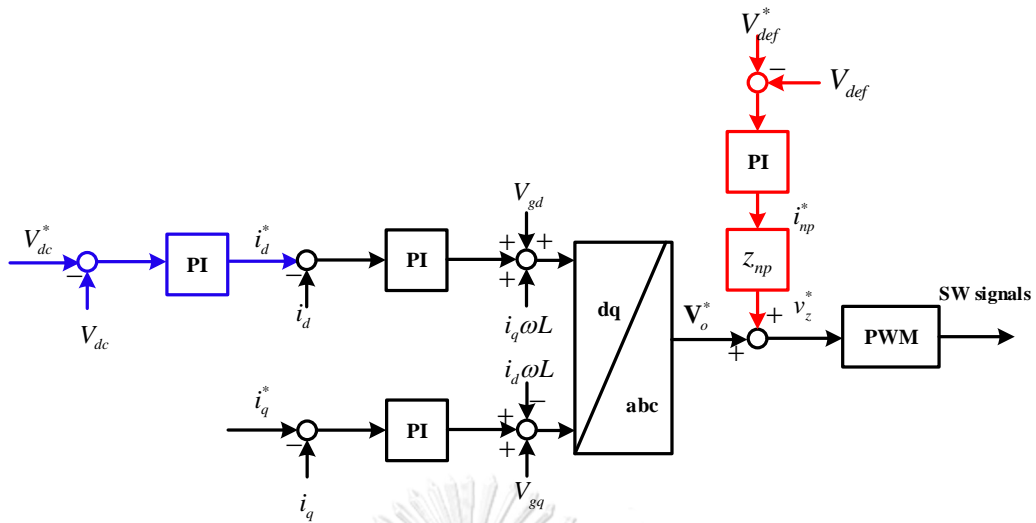 V*def
−
Vdef
PI
i*np
znp
+ v*z
+
SW signals
PWM
V*dc
−
Vdc
PI
i*d
−
id
PI
Vgd
+ +
+
iqωL
dq
abc
V*o
i*q
−
iq
PI
idωL
+ −
+
Vgq